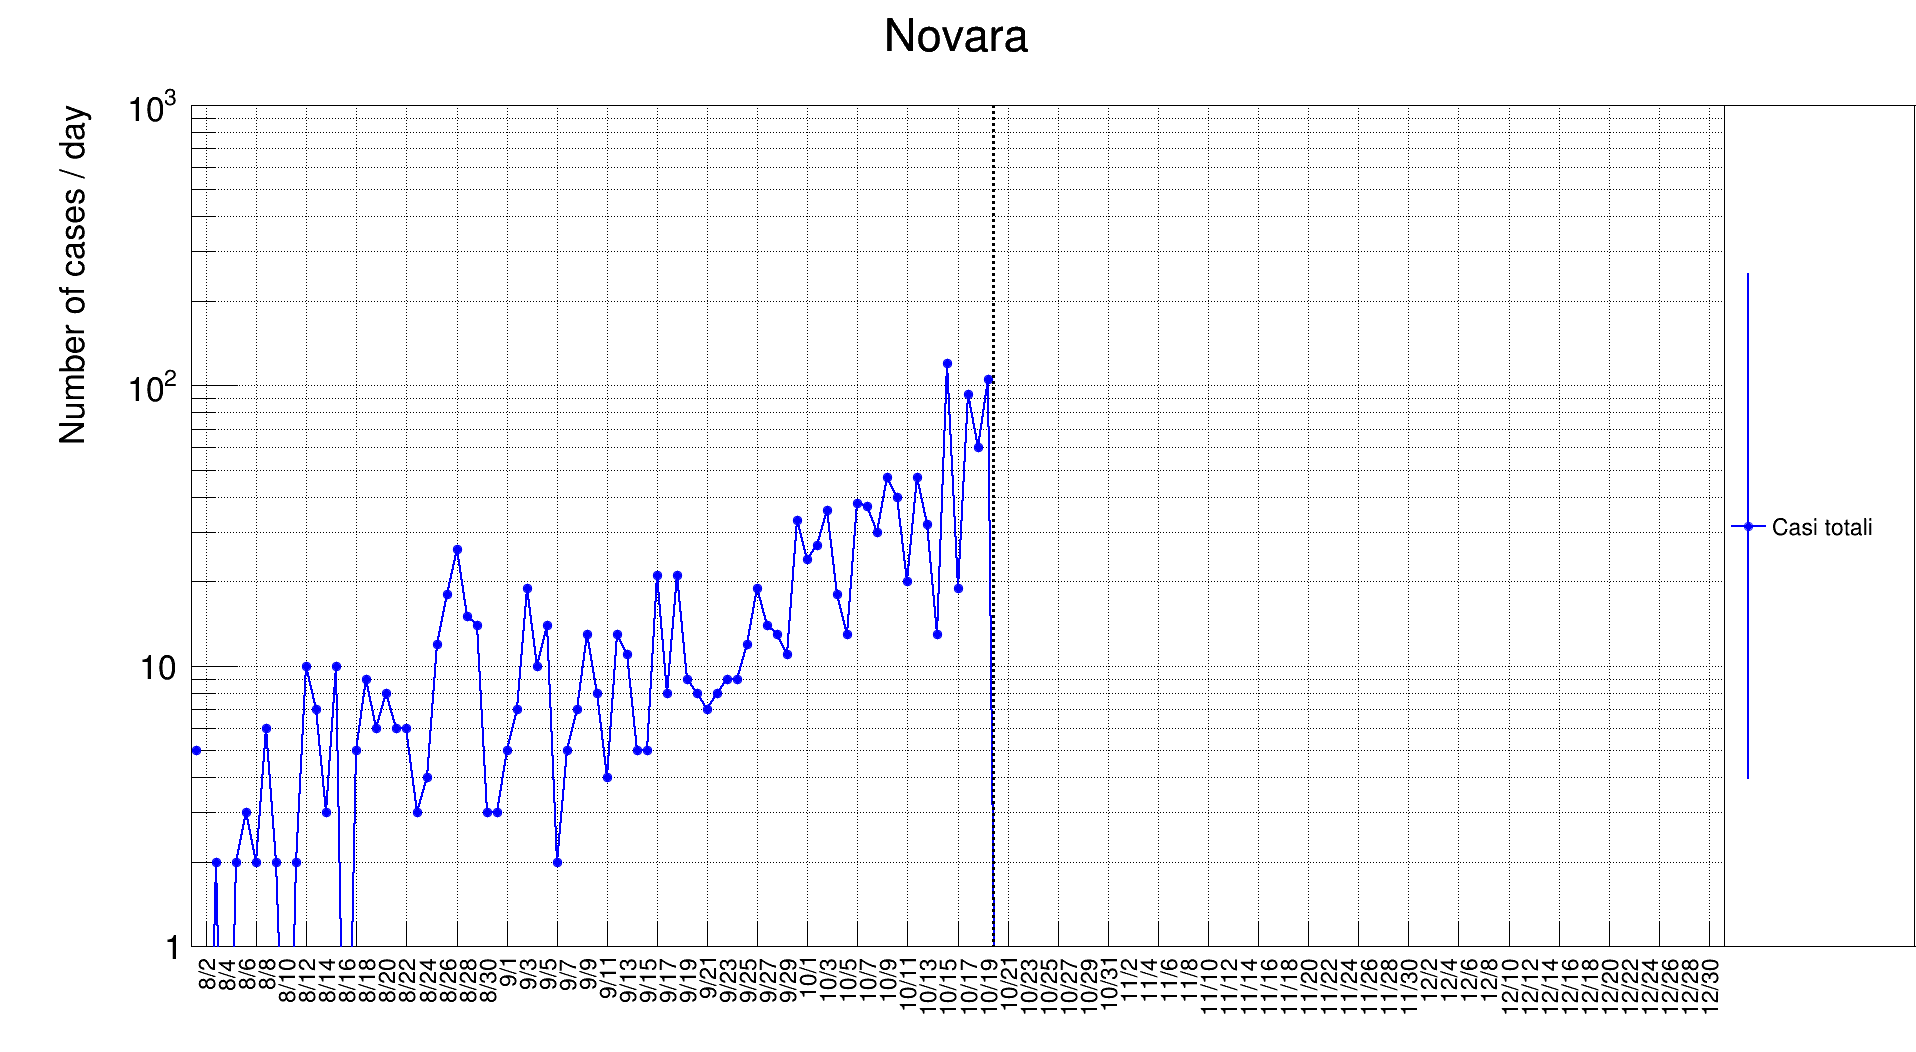 Novara
Number of cases / day
10³
10²
10
1
8/2 8/4 8/6 8/8 8/10 8/12 8/14 8/16 8/18 8/20 8/22 8/24 8/26 8/28 8/30 9/1 9/3 9/5 9/7 9/9 9/11 9/13 9/15 9/17 9/19 9/21 9/23 9/25 9/27 9/29 10/1 10/3 10/5 10/7 10/9 10/11 10/13 10/15 10/17 10/19 10/21 10/23 10/25 10/27 10/29 10/31 11/2 11/4 11/6 11/8 11/10 11/12 11/14 11/16 11/18 11/20 11/22 11/24 11/26 11/28 11/30 12/2 12/4 12/6 12/8 12/10 12/12 12/14 12/16 12/18 12/20 12/22 12/24 12/26 12/28 12/30
Casi totali